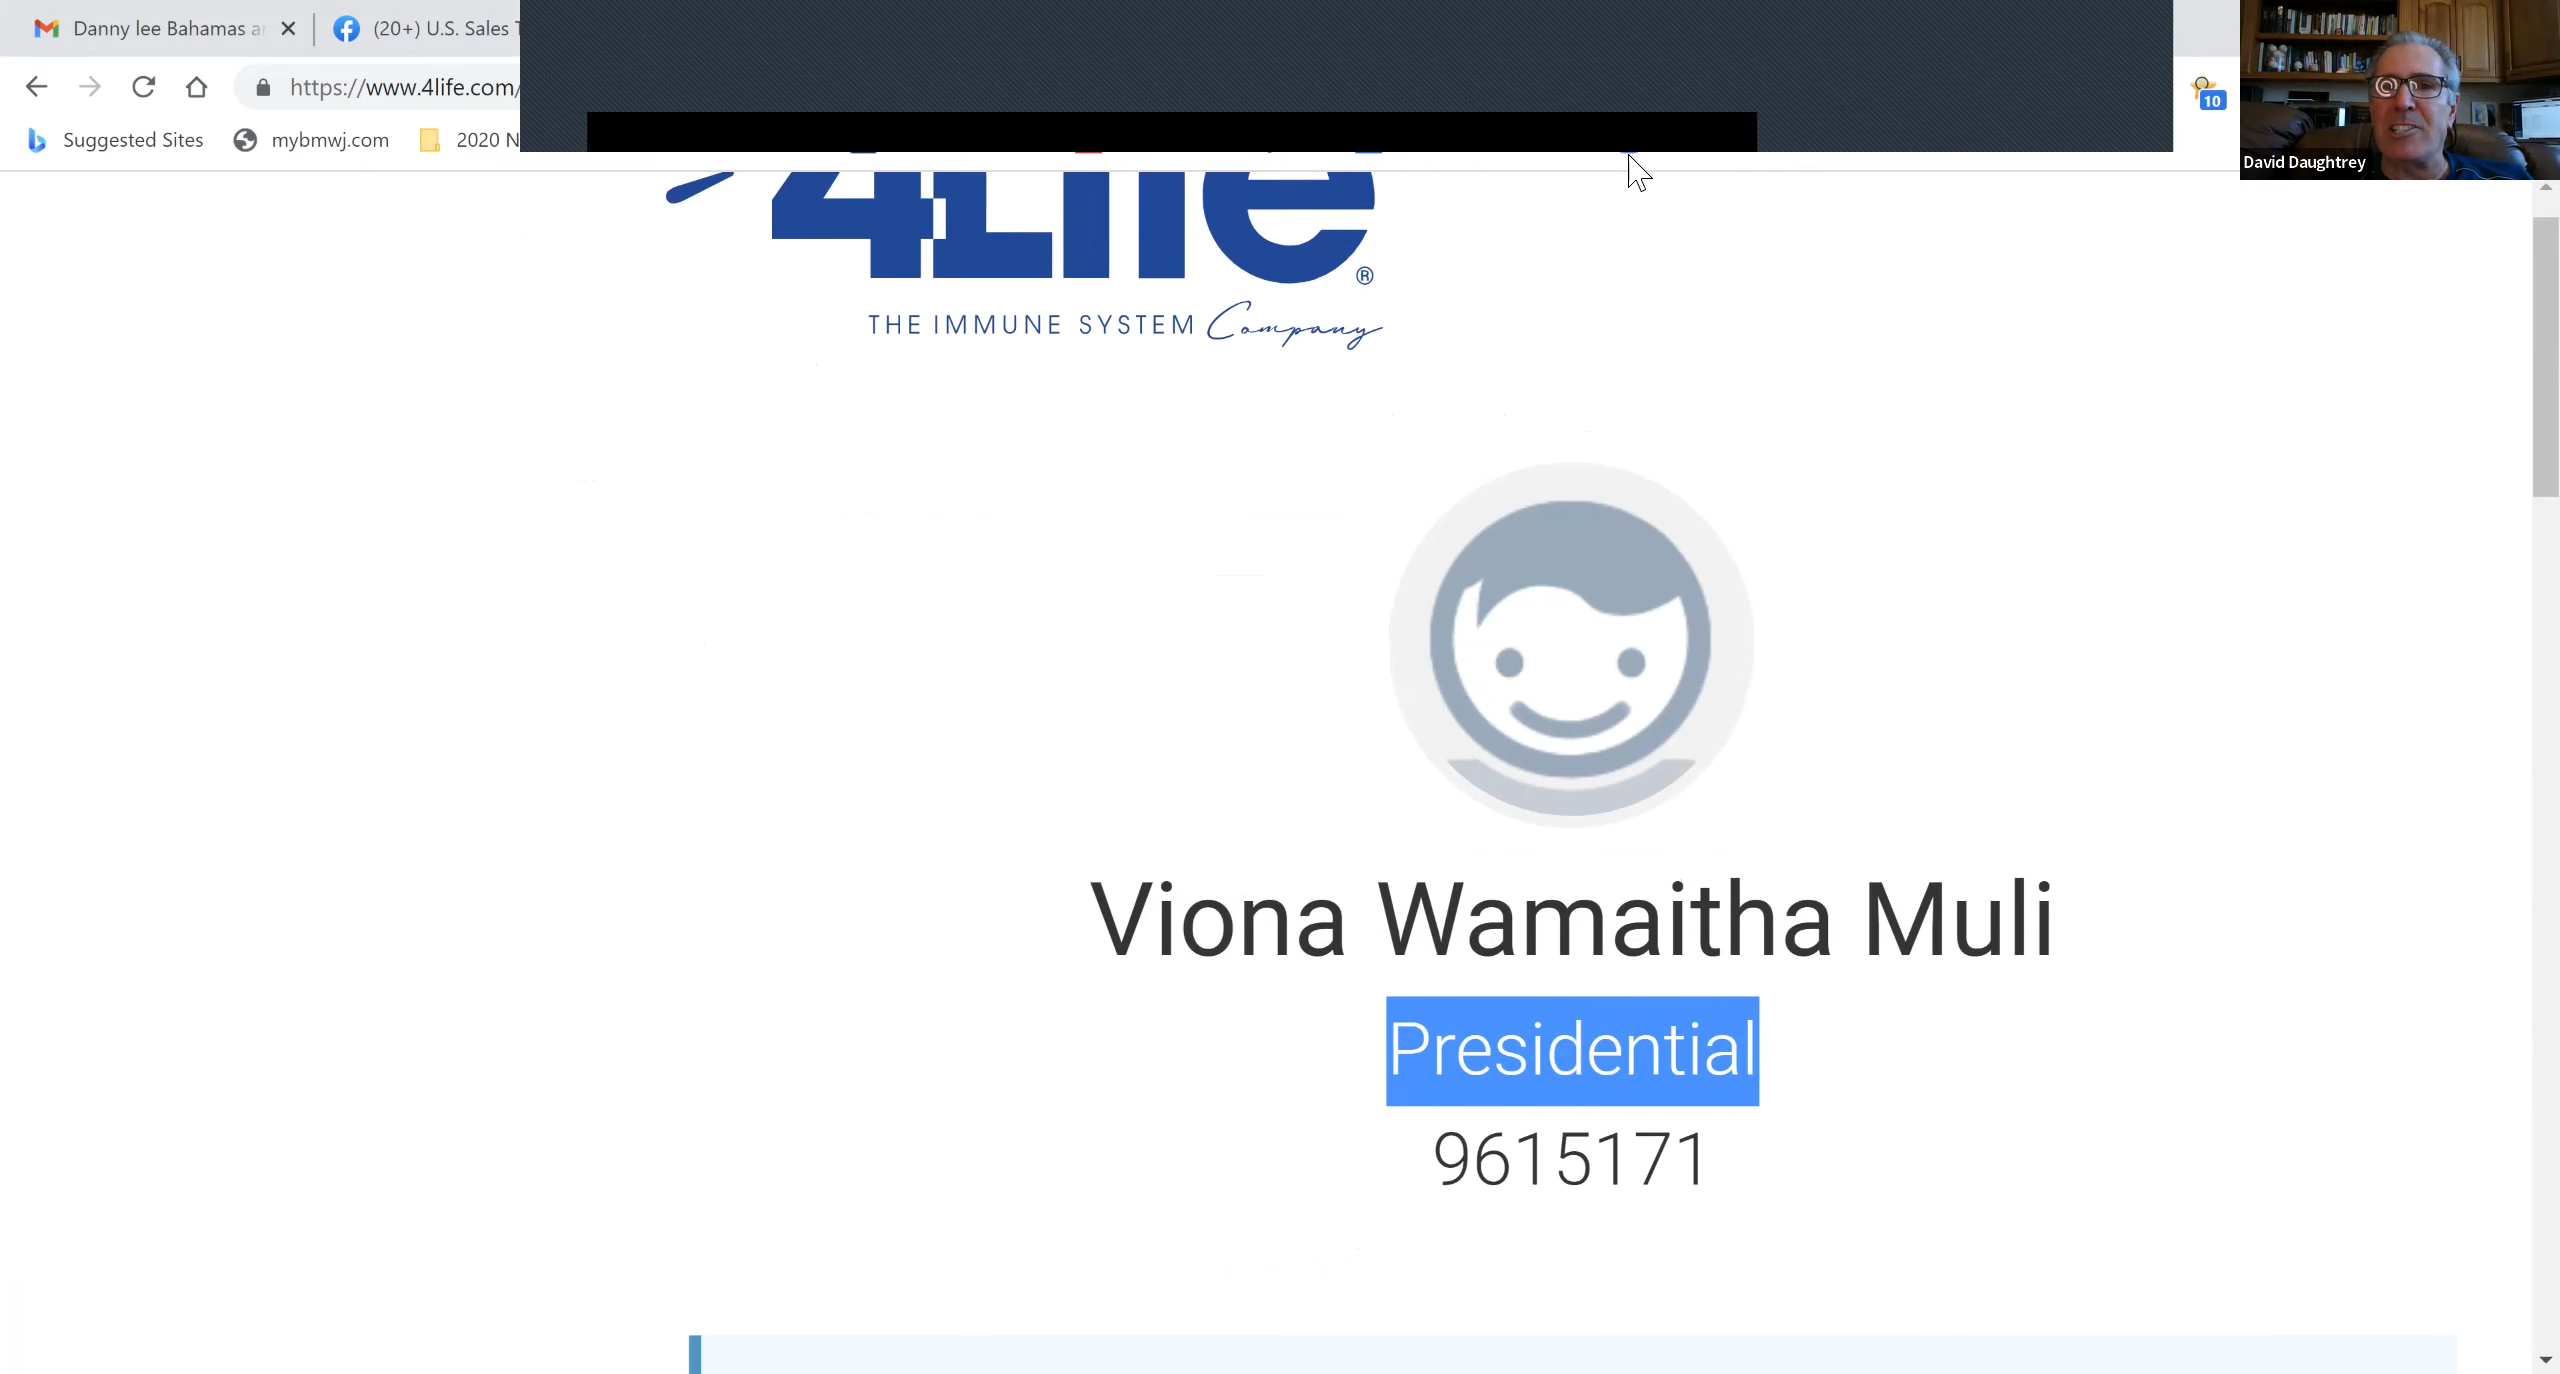 Danny lee Bahamas a
(20+) U.S. Sales
https://www.4life.com/
10
Suggested Sites
mybmwj.com
2020 N
David Daughtrey
4Life®
THE IMMUNE SYSTEM Company
Viona Wamaitha Muli
Presidential
9615171